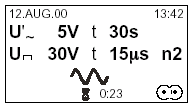 12.AUG.00 13:42
U'~ 5V t 30s
U⊓ 30V t 15µs n2
0:23